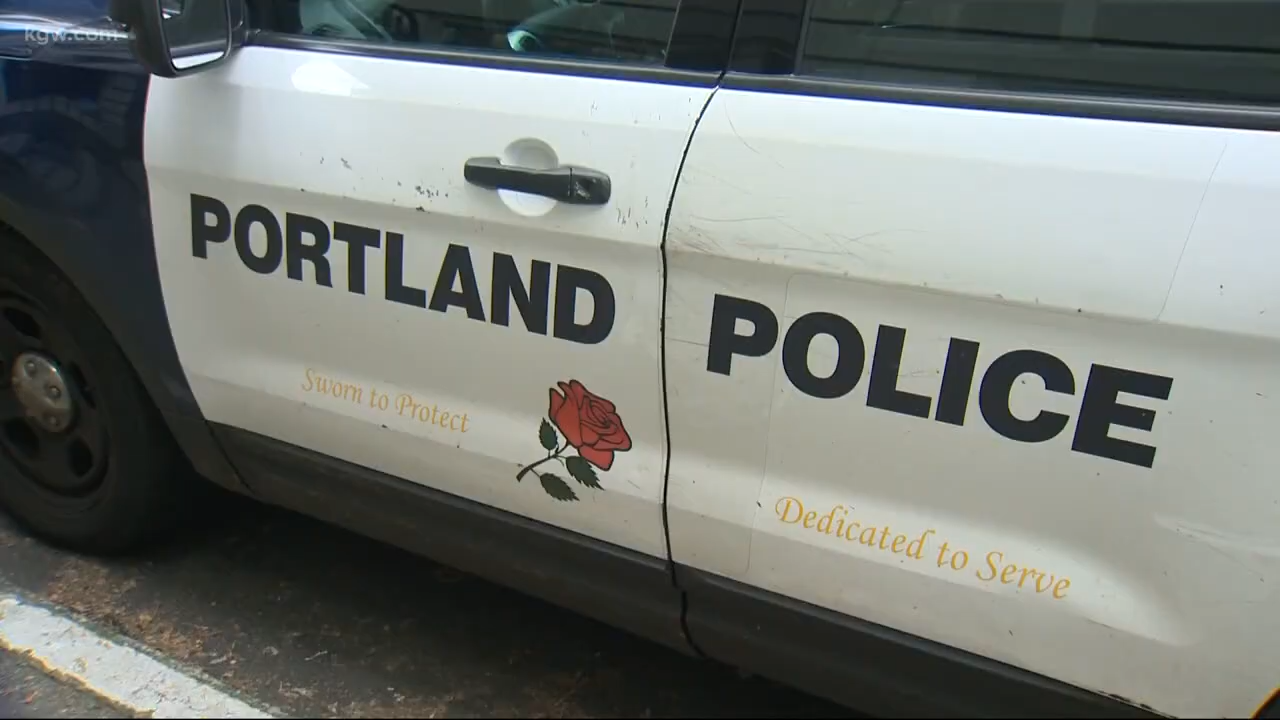 kgw.com
PORTLAND POLICE
Sworn to Protect
Dedicated to Serve